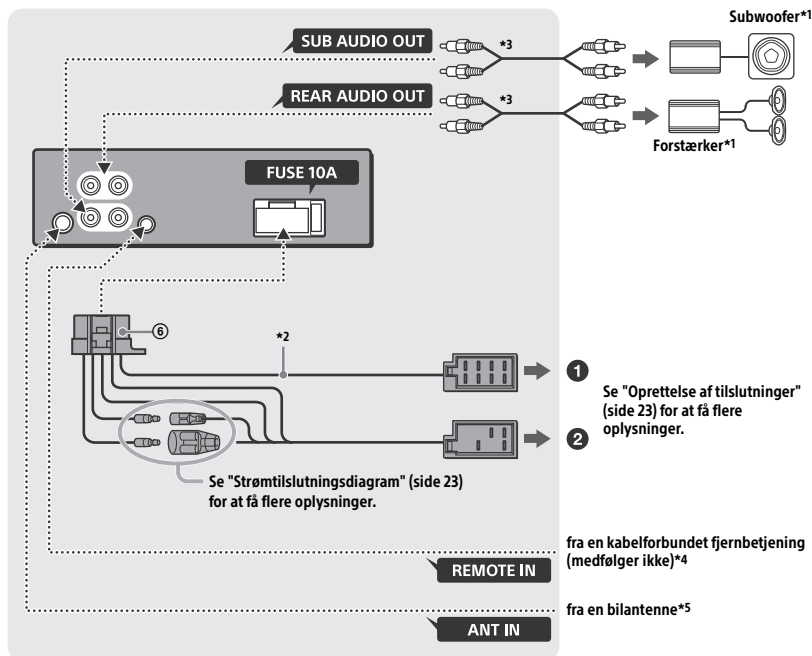 Subwoofer*1
SUB AUDIO OUT
*3
REAR AUDIO OUT
*3
Forstærker*1
FUSE 10A
⑥
*2
❶
Se "Oprettelse af tilslutninger"
(side 23) for at få flere
oplysninger.
❷
Se "Strømtilslutningsdiagram" (side 23)
for at få flere oplysninger.
fra en kabelforbundet fjernbetjening
(medfølger ikke)*4
REMOTE IN
fra en bilantenne*5
ANT IN